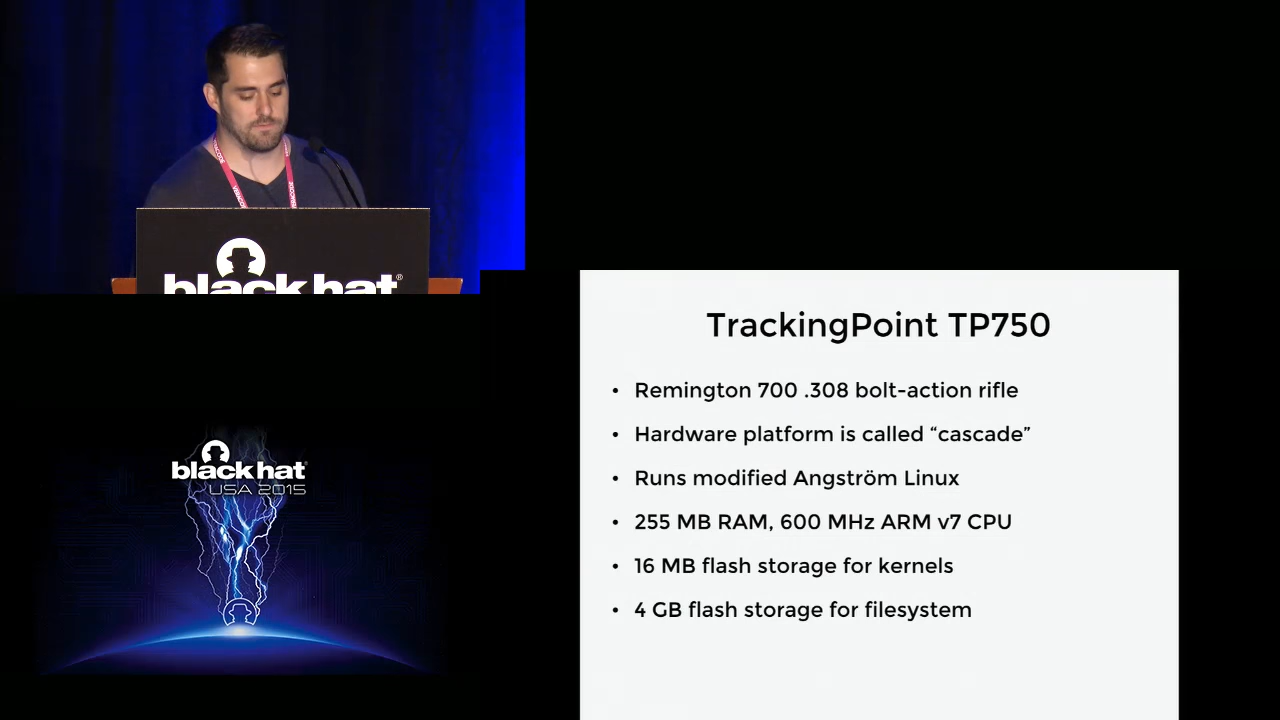 black hat®
TrackingPoint TP750
• Remington 700 .308 bolt-action rifle
• Hardware platform is called “cascade”
• Runs modified Angström Linux
• 255 MB RAM, 600 MHz ARM v7 CPU
• 16 MB flash storage for kernels
• 4 GB flash storage for filesystem
black hat®
USA 2015